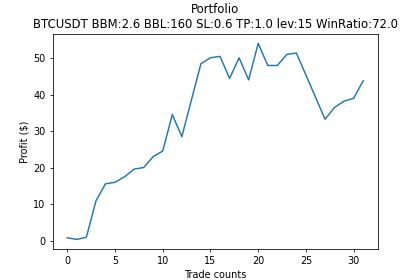 Portfolio
BTCUSDT BBM:2.6 BBL:160 SL:0.6 TP:1.0 lev:15 WinRatio:72.0
Profit ($)
50
40
30
20
10
0
0 5 10 15 20 25 30
Trade counts